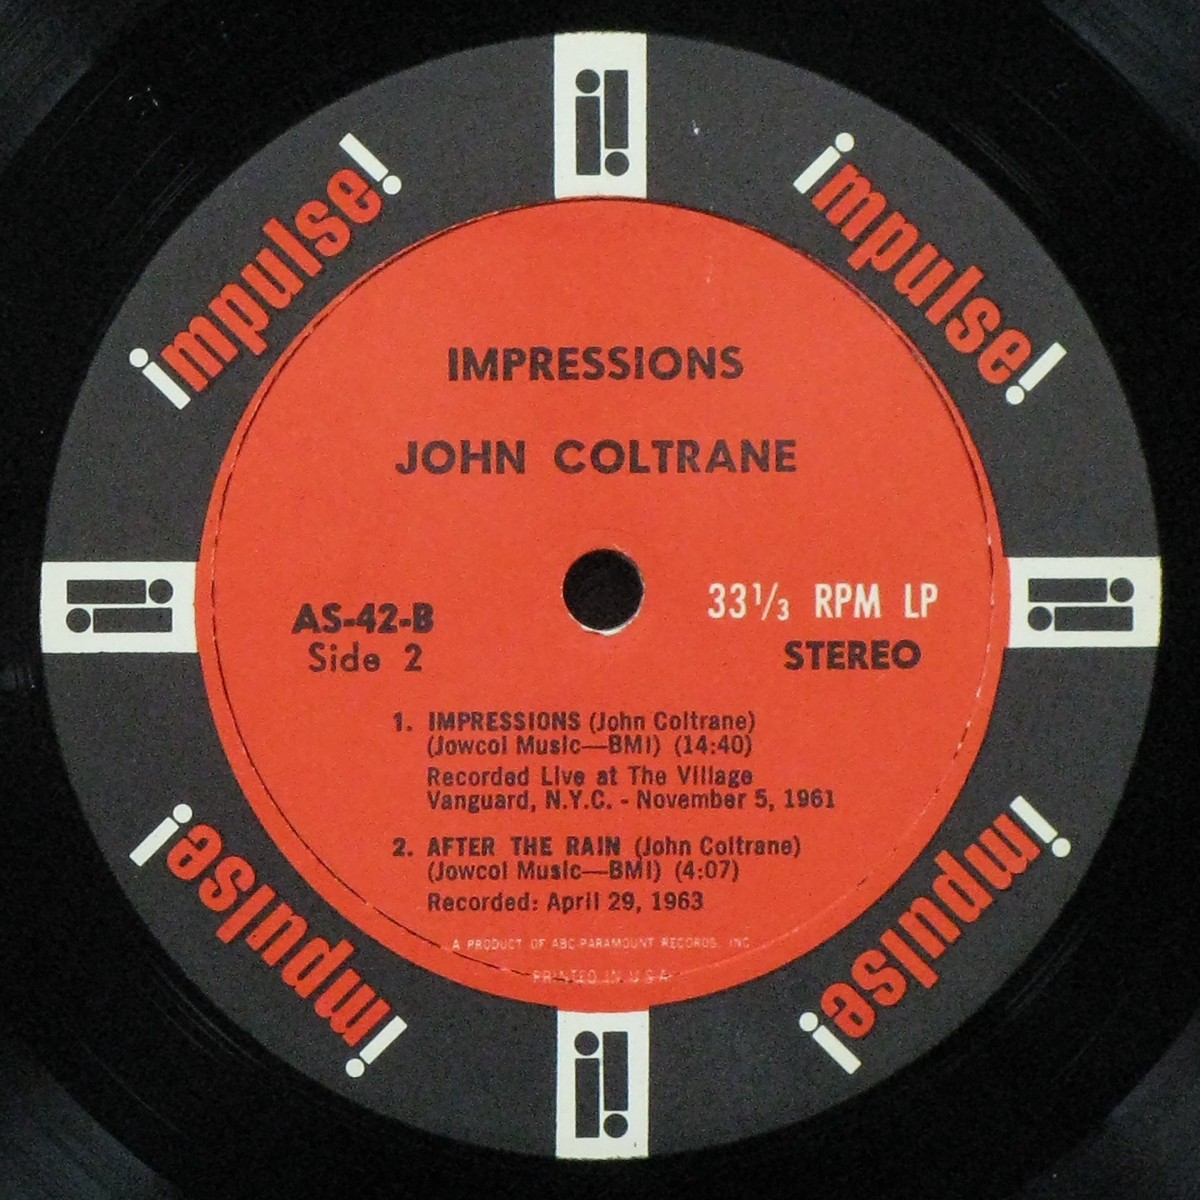 impulse!
impulse!
IMPRESSIONS
JOHN COLTRANE
33 1/3 RPM LP
AS-42-B
Side 2
STEREO
1. IMPRESSIONS (John Coltrane)
(Jowcol Music—BMI) (14:40)
Recorded Live at The Village
Vanguard, N.Y.C. - November 5, 1961
2. AFTER THE RAIN (John Coltrane)
(Jowcol Music—BMI) (4:07)
Recorded: April 29, 1963
A PRODUCT OF ABC-PARAMOUNT RECORDS, INC.
PRINTED IN U.S.A.
impulse!
impulse!